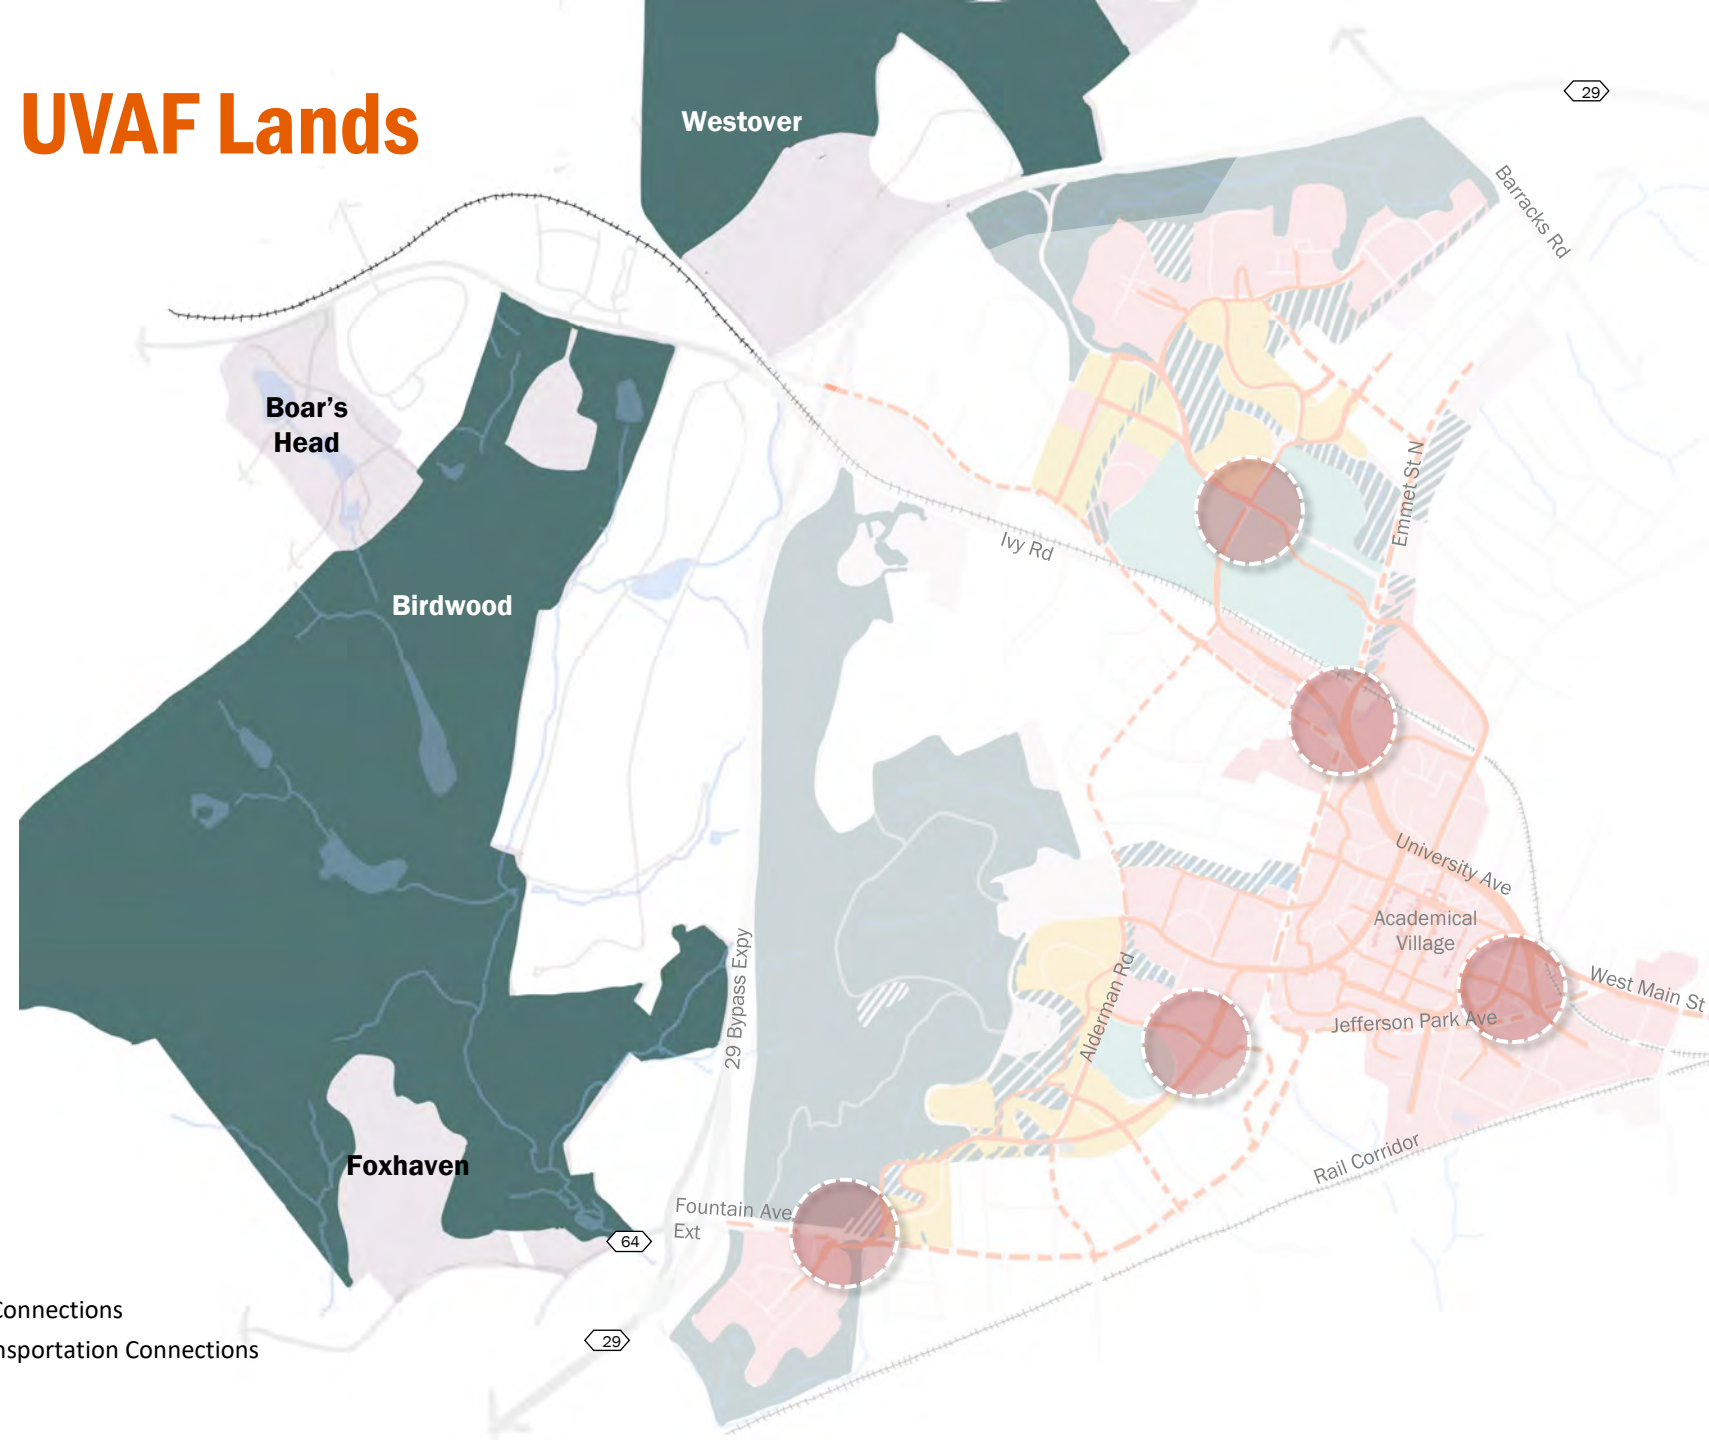 UVAF Lands
Westover
29
Barracks Rd
Boar's
Head
Birdwood
Ivy Rd
Emmet St N
University Ave
Academical
Village
West Main St
Jefferson Park Ave
Alderman Rd
29 Bypass Expy
Rail Corridor
Foxhaven
Fountain Ave
Ext
64
29
Connections
nsportation Connections